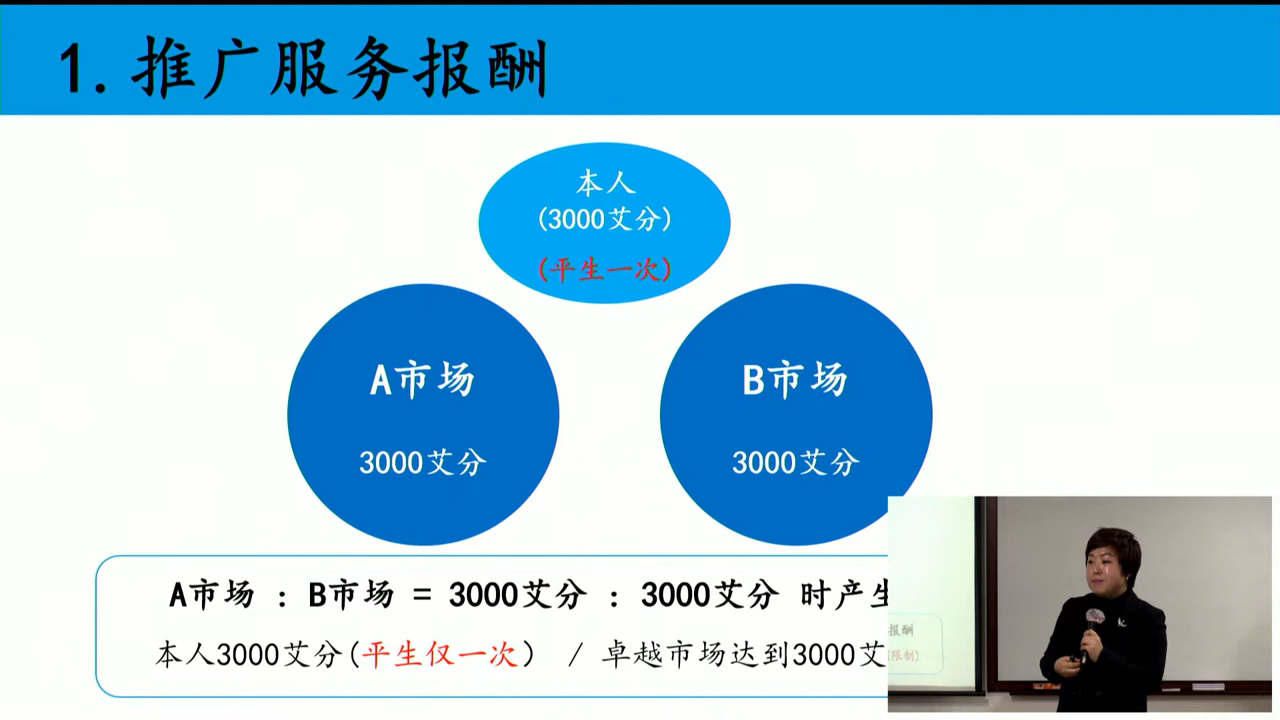 1.推广服务报酬
本人
(3000艾分)
(平生一次)
A市场
3000艾分
B市场
3000艾分
A市场 : B市场 = 3000艾分 : 3000艾分 时产生
本人3000艾分(平生仅一次) / 卓越市场达到3000艾
报酬
限制)